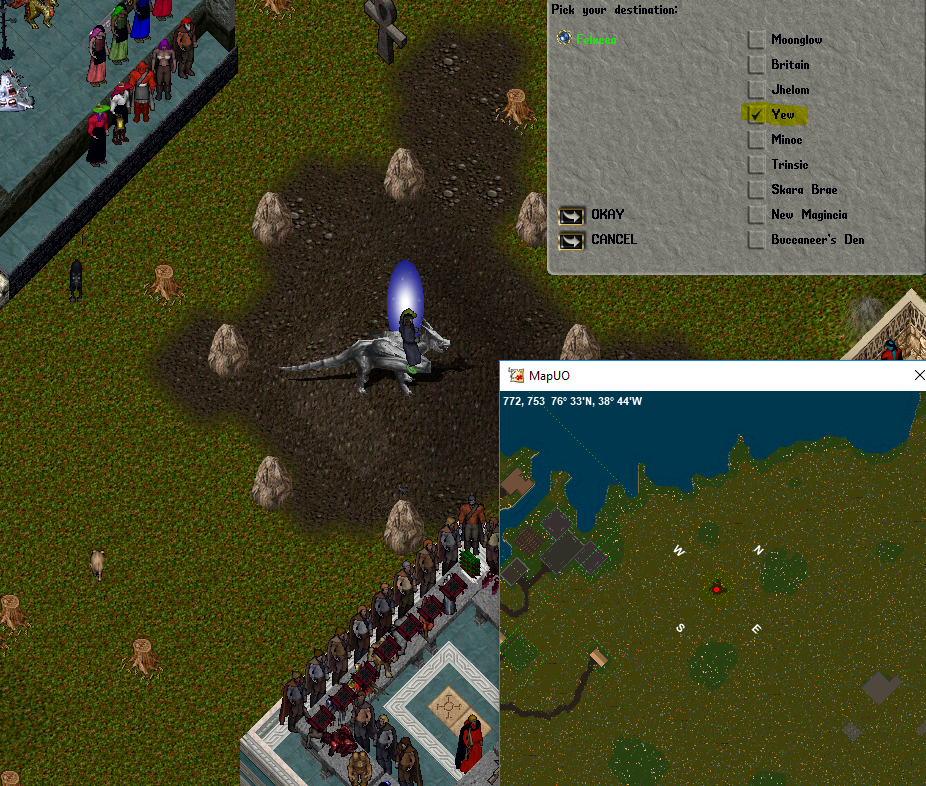 Pick your destination:
Felucca
Moonglow
Britain
Jhelom
Yew
Minoc
Trinsic
Skara Brae
New Magincia
Buccaneer's Den
OKAY
CANCEL
MapUO
772, 753 76° 33'N, 38° 44'W
W
N
S
E